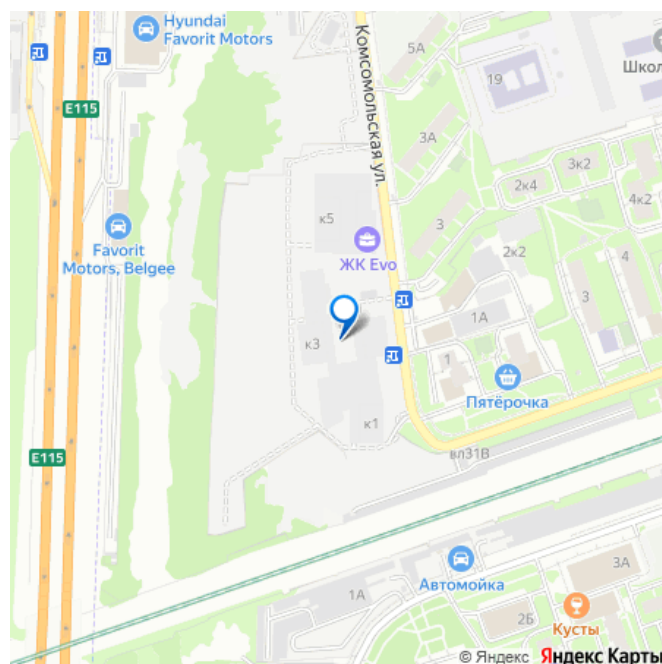 Hyundai
Favorit Motors
E115
Комсомольская ул.
5А
19
Школ
3А
3к2
2к4
4к2
к5
3
2к2
4
ЖК Evo
Favorit
Motors, Belgee
3
1А
к3
1
Пятёрочка
к1
вл31В
E115
Автомойка
3А
1А
2Б
Кусты
© Яндекс Яндекс Карты